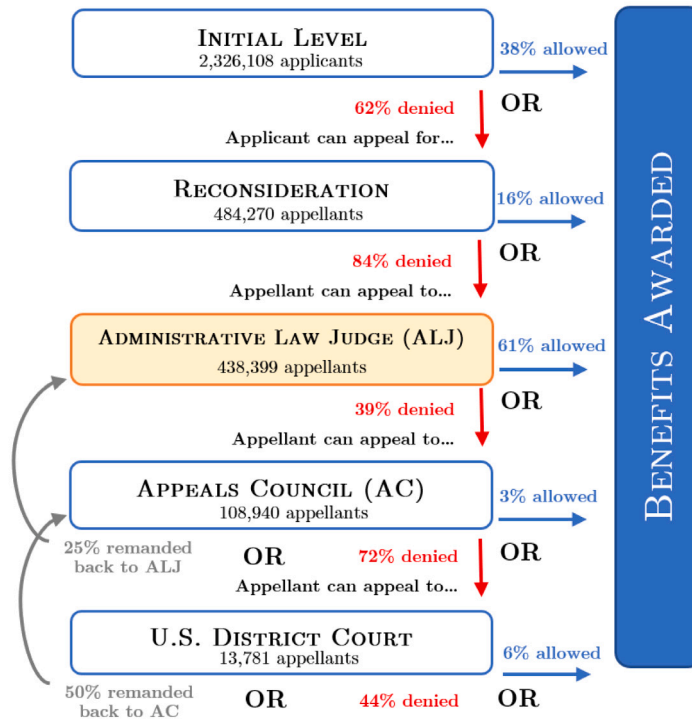 INITIAL LEVEL
2,326,108 applicants
38% allowed
62% denied
OR
Applicant can appeal for...
RECONSIDERATION
484,270 appellants
16% allowed
84% denied
OR
Appellant can appeal to...
ADMINISTRATIVE LAW JUDGE (ALJ)
438,399 appellants
61% allowed
39% denied
OR
Appellant can appeal to...
APPEALS COUNCIL (AC)
108,940 appellants
3% allowed
25% remanded
back to ALJ
OR
72% denied
OR
Appellant can appeal to...
U.S. DISTRICT COURT
13,781 appellants
6% allowed
50% remanded
back to AC
OR
44% denied
OR
BENEFITS AWARDED